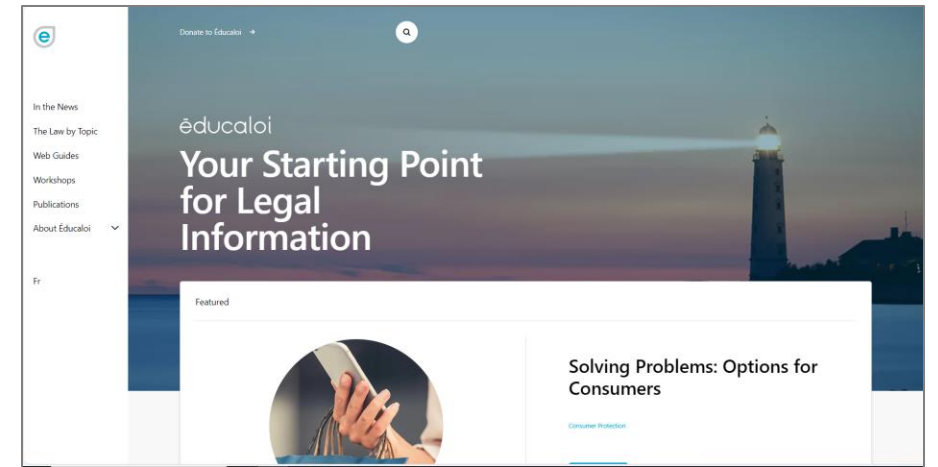 e
Donate to Éducaloi →
In the News
The Law by Topic
Web Guides
Workshops
Publications
About Éducaloi
Fr
éducaloi
Your Starting Point
for Legal
Information
Featured
Solving Problems: Options for
Consumers
Consumer Protection